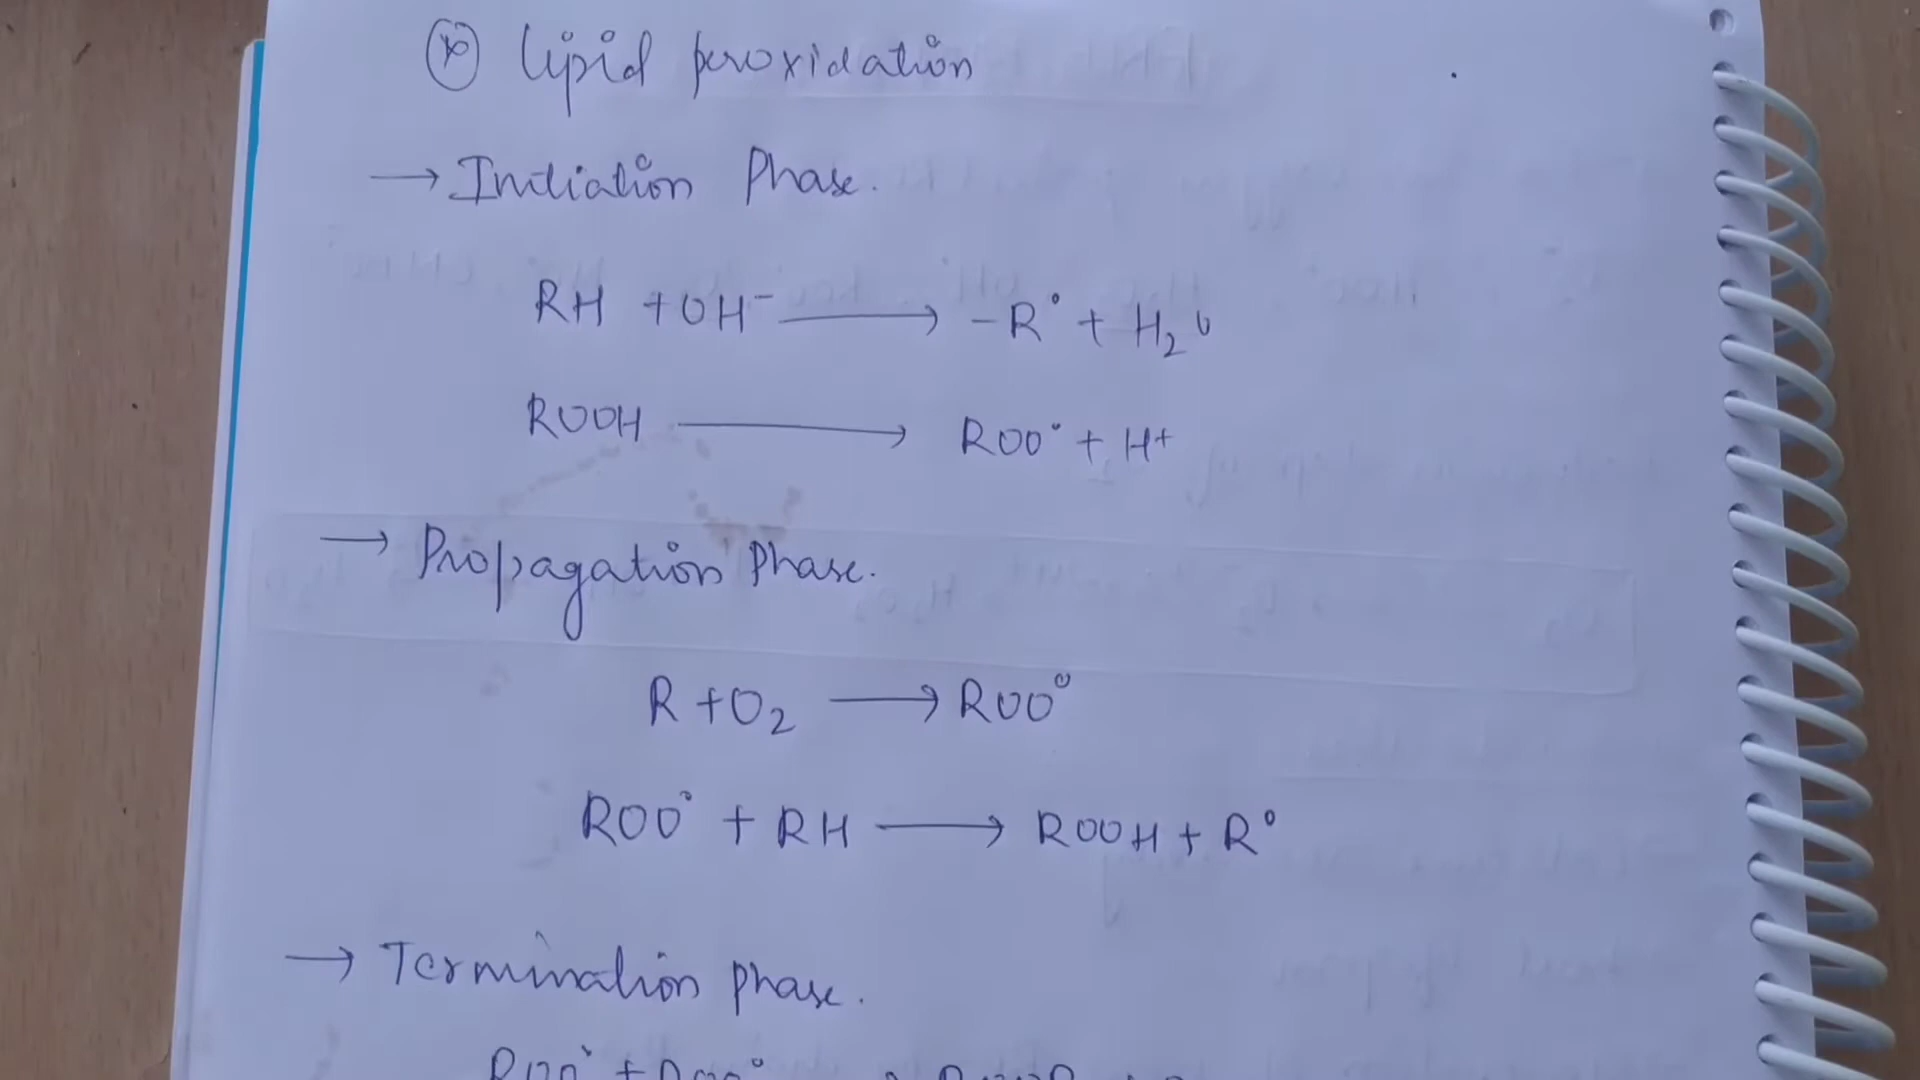 ⊛ lipid peroxidation
→ Initiation Phase.
RH + OH⁻ ⟶ –R° + H₂O
ROOH ⟶ ROO° + H+
→ Propagation Phase.
R + O₂ ⟶ ROO°
ROO° + RH ⟶ ROOH + R°
→ Termination phase.